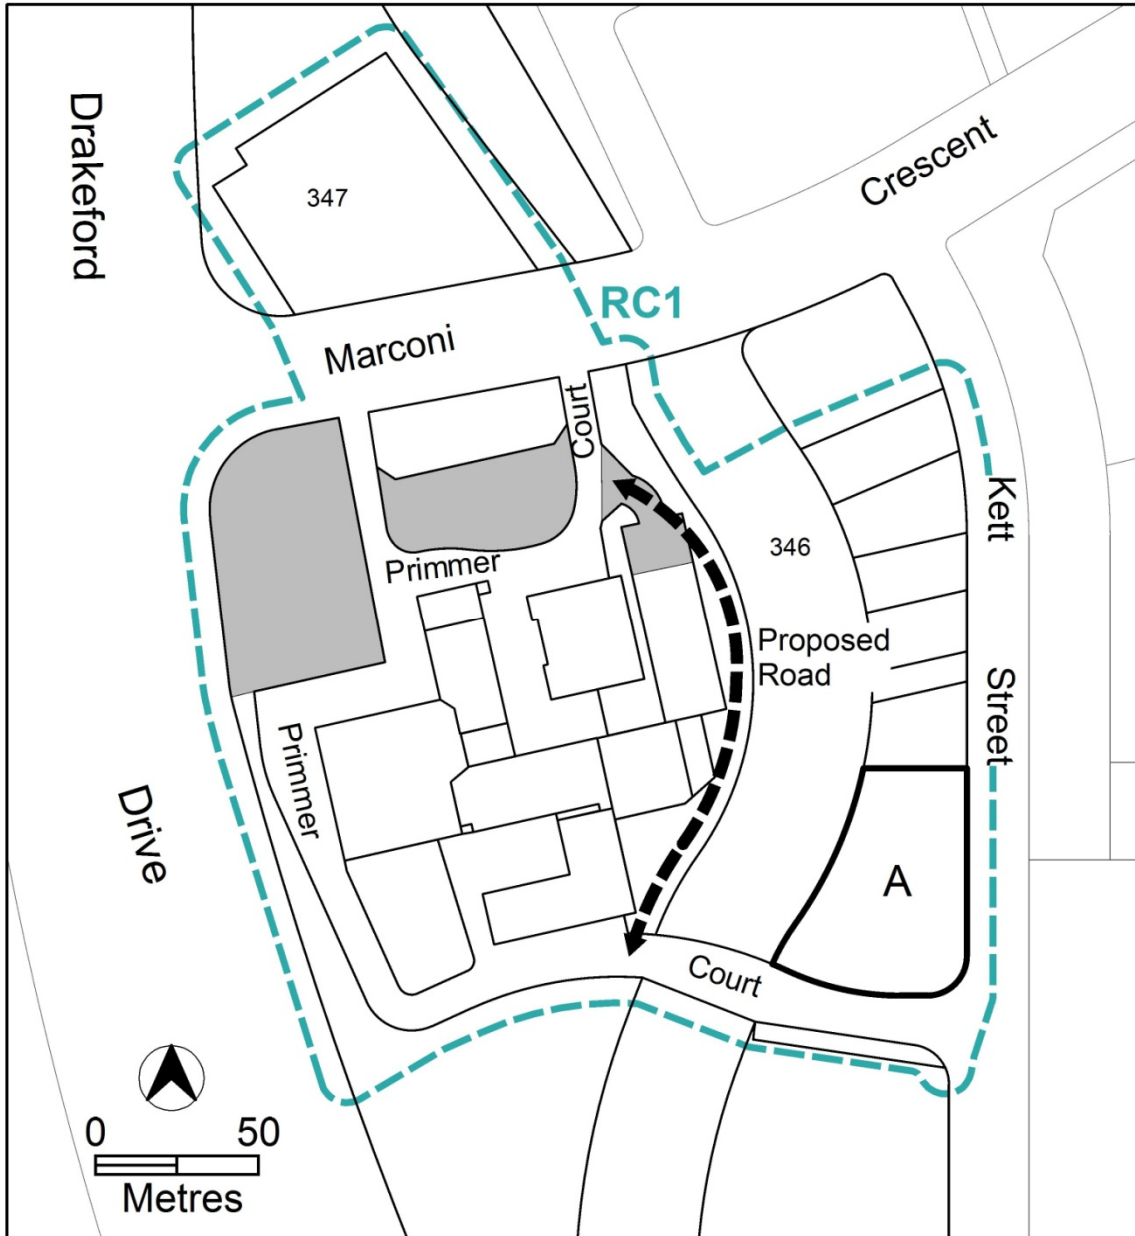 Drakeford
Crescent
347
RC1
Marconi
Court
Kett
346
Primmer
Proposed
Road
Street
Primmer
Drive
A
Court
0 50
Metres